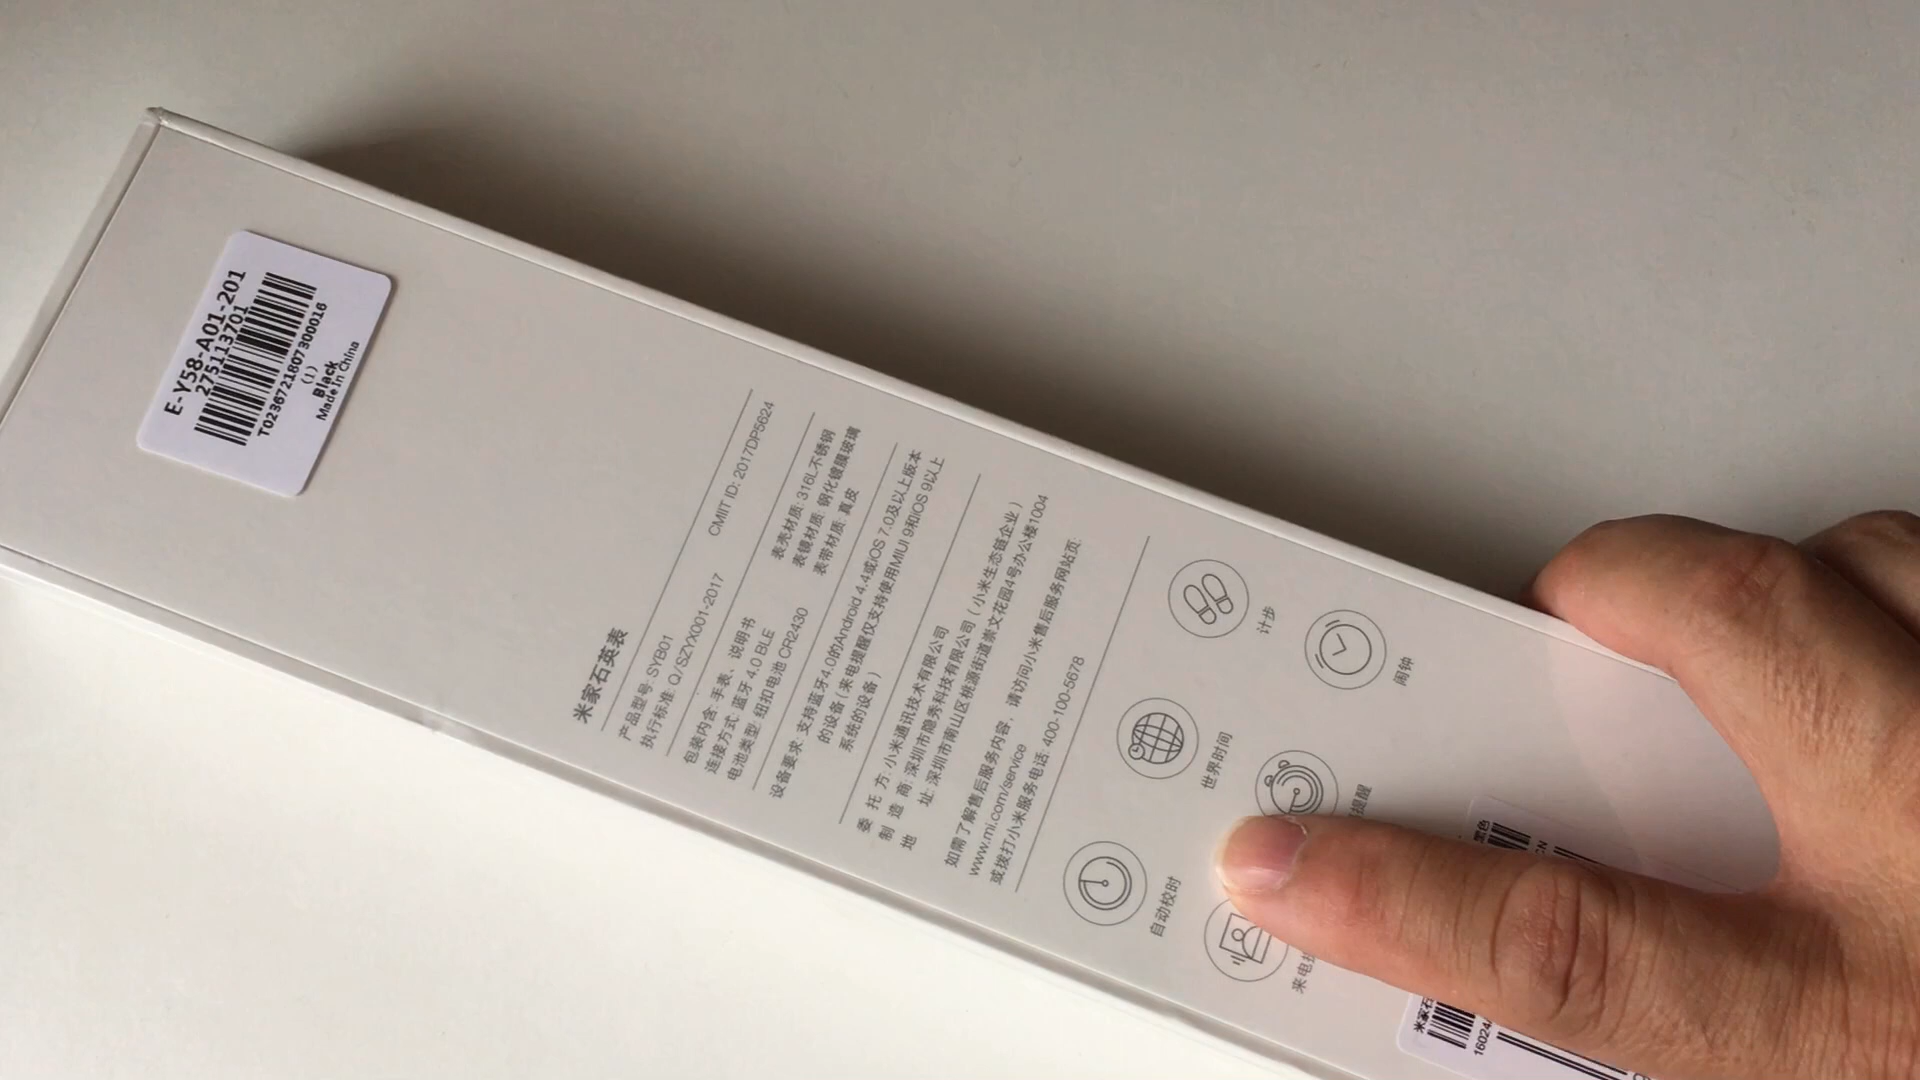 E-Y58-A01-201
275113701
T0236721807300016
(1)
Black
Made in China
米家石英表
产品型号: SYB01
CMIIT ID: 2017DP5624
执行标准: Q/SZYX001-2017
包装内含: 手表、说明书
表壳材质: 316L不锈钢
连接方式: 蓝牙 4.0 BLE
表镜材质: 钢化镀膜玻璃
电池类型: 纽扣电池 CR2430
表带材质: 真皮
设备要求: 支持蓝牙4.0的Android 4.4或iOS 7.0及以上版本
的设备（来电提醒仅支持使用MIUI 9和iOS 9以上
系统的设备）
委 托 方: 小米通讯技术有限公司
制 造 商: 深圳市隐秀科技有限公司（小米生态链企业）
地 址: 深圳市南山区桃源街道崇文花园4号办公楼1004
如需了解售后服务内容，请访问小米售后服务网站页:
www.mi.com/service
或拨打小米服务电话: 400-100-5678
自动校时
世界时间
计步
来电
提醒
闹钟
米家石
黑色
16024
CN